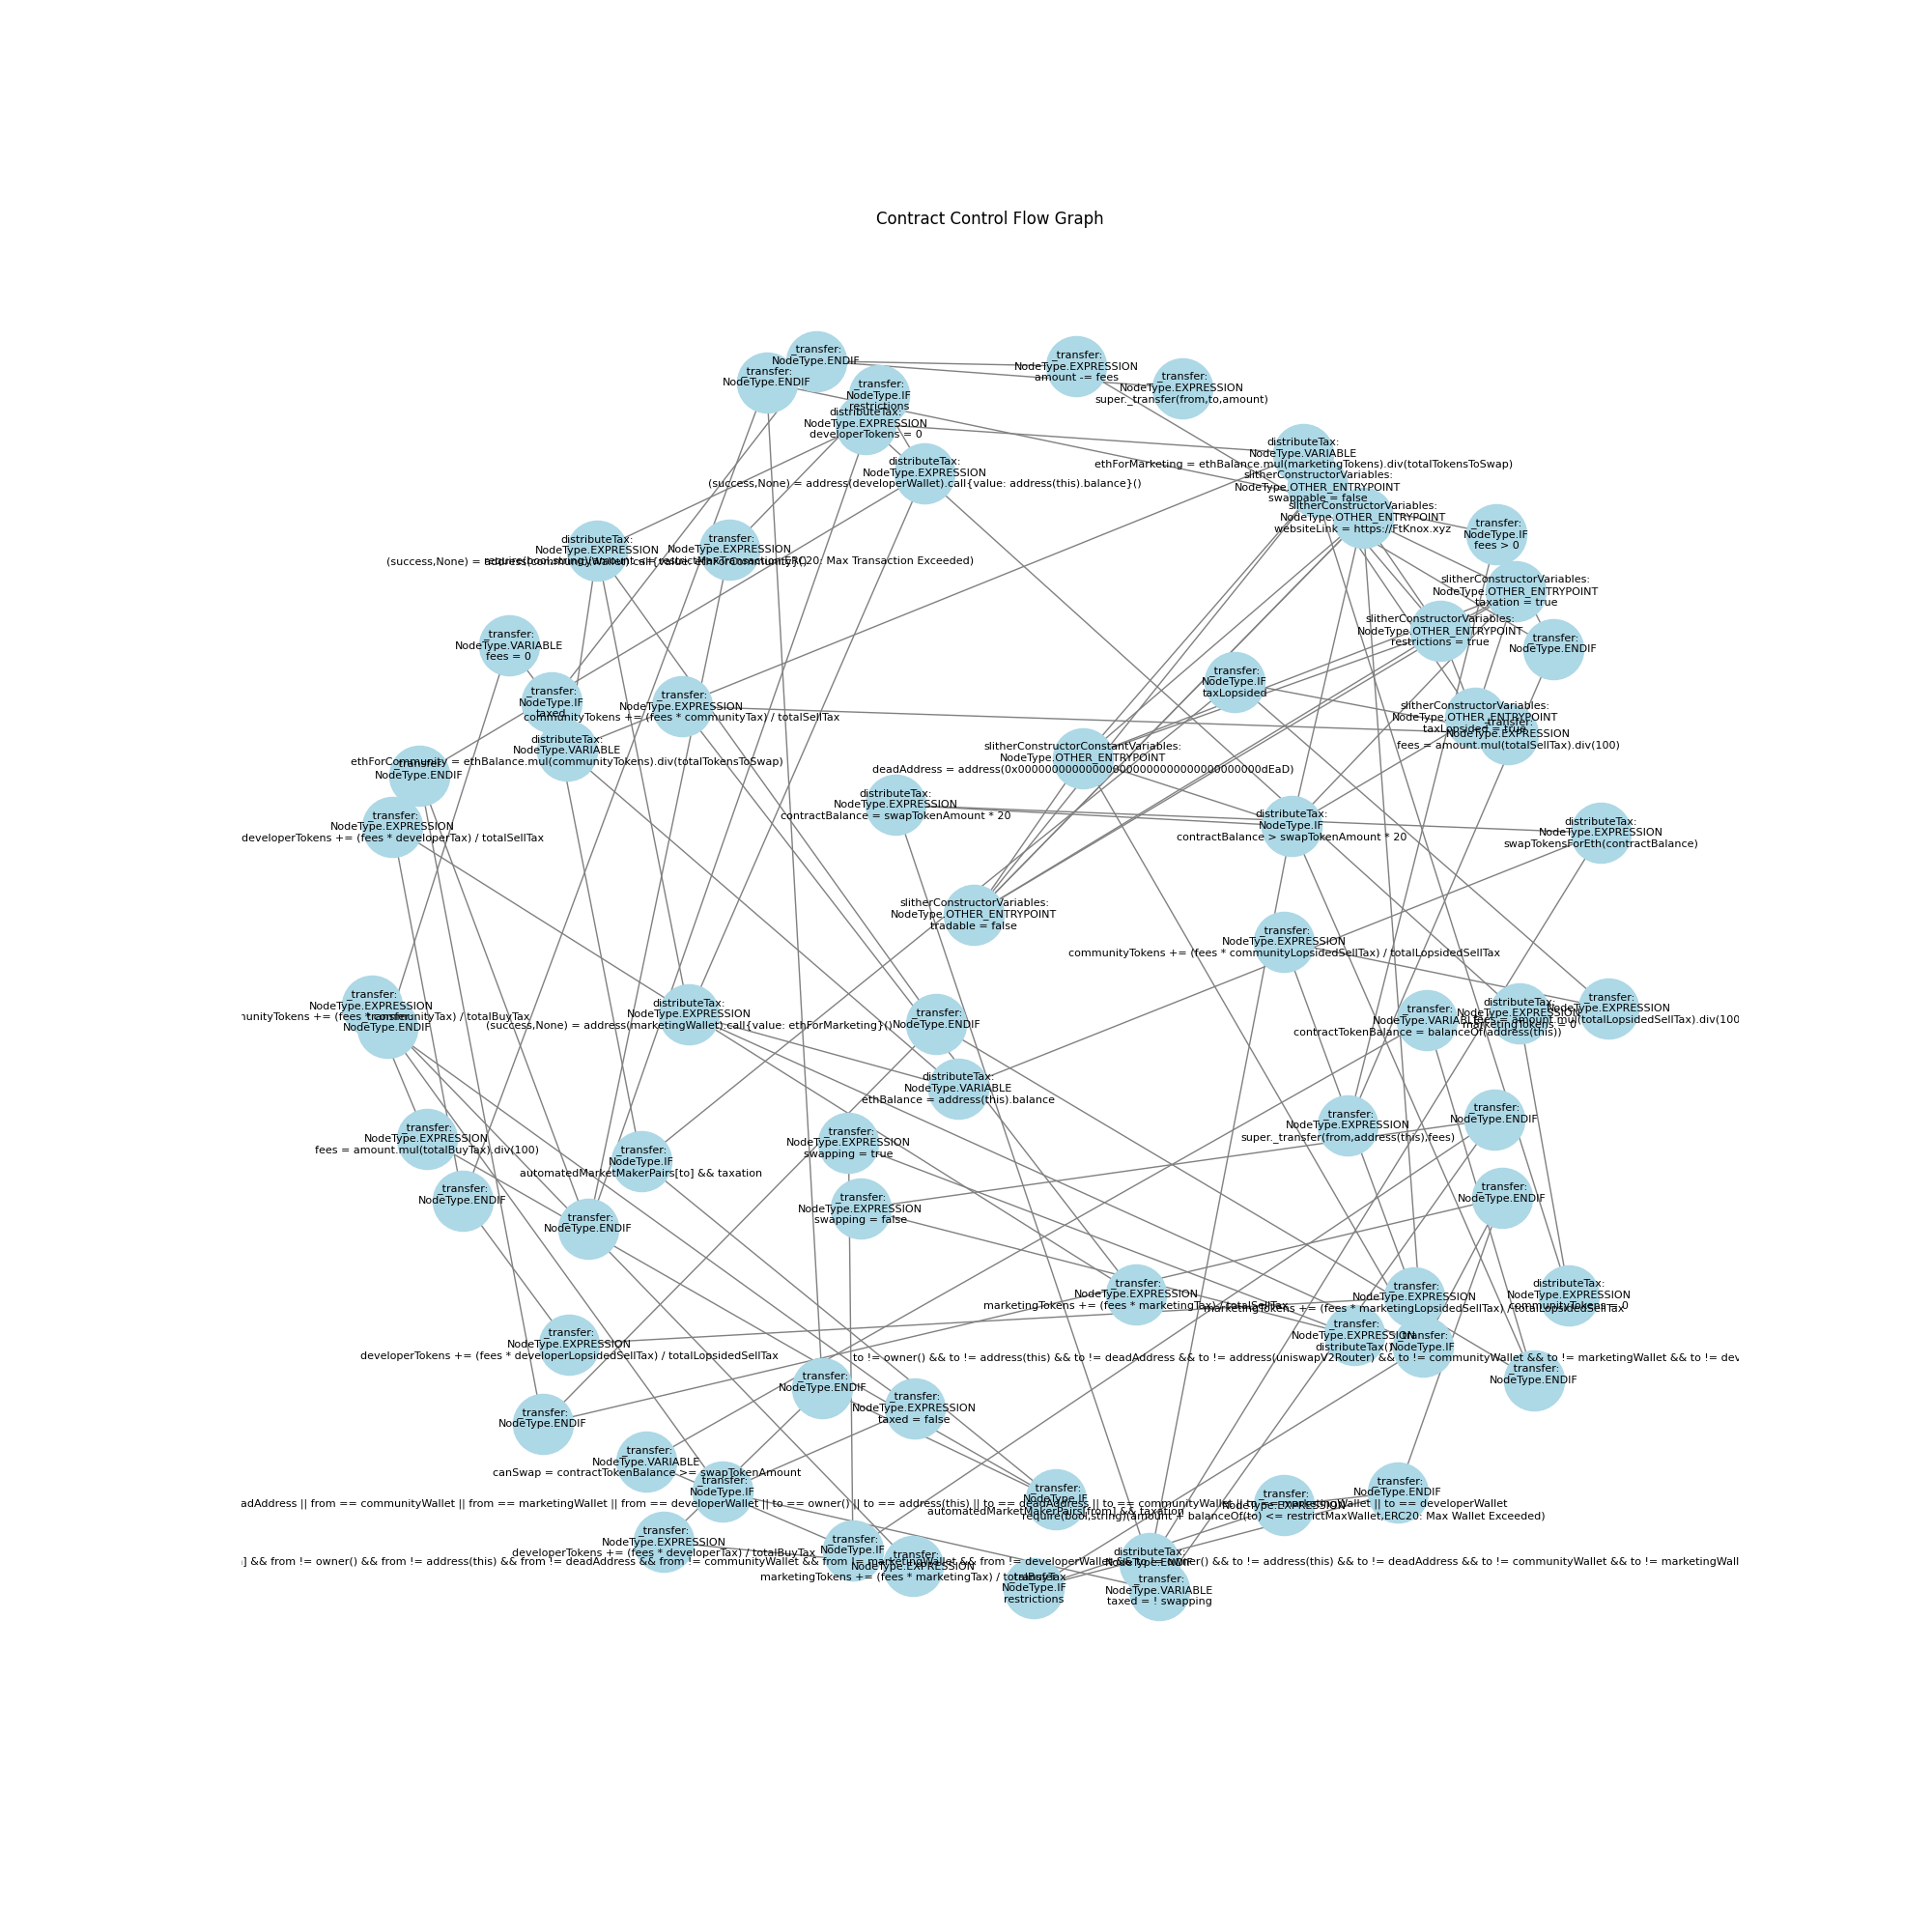 Contract Control Flow Graph
_transfer:
NodeType.ENDIF
_transfer:
NodeType.ENDIF
_transfer:
NodeType.EXPRESSION
amount -= fees
_transfer:
NodeType.EXPRESSION
super._transfer(from,to,amount)
_transfer:
NodeType.IF
restrictions
distributeTax:
NodeType.EXPRESSION
developerTokens = 0
distributeTax:
NodeType.VARIABLE
ethForMarketing = ethBalance.mul(marketingTokens).div(totalTokensToSwap)
distributeTax:
NodeType.EXPRESSION
(success,None) = address(developerWallet).call{value: address(this).balance}()
slitherConstructorVariables:
NodeType.OTHER_ENTRYPOINT
swappable = false
slitherConstructorVariables:
NodeType.OTHER_ENTRYPOINT
websiteLink = https://FtKnox.xyz
_transfer:
NodeType.IF
fees > 0
distributeTax:
NodeType.EXPRESSION
(success,None) = address(communityWallet).call{value: ethForCommunity}()
_transfer:
NodeType.EXPRESSION
require(bool,string)(amount <= restrictMaxTransaction,ERC20: Max Transaction Exceeded)
slitherConstructorVariables:
NodeType.OTHER_ENTRYPOINT
taxation = true
slitherConstructorVariables:
NodeType.OTHER_ENTRYPOINT
restrictions = true
_transfer:
NodeType.ENDIF
_transfer:
NodeType.VARIABLE
fees = 0
_transfer:
NodeType.IF
taxLopsided
_transfer:
NodeType.IF
taxed
_transfer:
NodeType.EXPRESSION
communityTokens += (fees * communityTax) / totalSellTax
slitherConstructorVariables:
NodeType.OTHER_ENTRYPOINT
taxLopsided = true
_transfer:
NodeType.EXPRESSION
fees = amount.mul(totalSellTax).div(100)
distributeTax:
NodeType.VARIABLE
ethForCommunity = ethBalance.mul(communityTokens).div(totalTokensToSwap)
slitherConstructorConstantVariables:
NodeType.OTHER_ENTRYPOINT
_transfer:
NodeType.ENDIF
distributeTax:
NodeType.EXPRESSION
contractBalance = swapTokenAmount * 20
_transfer:
NodeType.EXPRESSION
developerTokens += (fees * developerTax) / totalSellTax
distributeTax:
NodeType.IF
contractBalance > swapTokenAmount * 20
distributeTax:
NodeType.EXPRESSION
swapTokensForEth(contractBalance)
slitherConstructorVariables:
NodeType.OTHER_ENTRYPOINT
tradable = false
_transfer:
NodeType.EXPRESSION
communityTokens += (fees * communityLopsidedSellTax) / totalLopsidedSellTax
_transfer:
NodeType.EXPRESSION
nunityTokens += (fees * communityTax) / totalBuyTax
_transfer:
NodeType.ENDIF
distributeTax:
NodeType.EXPRESSION
(success,None) = address(marketingWallet).call{value: ethForMarketing}()
_transfer:
NodeType.ENDIF
_transfer:
NodeType.VARIABLE
contractTokenBalance = balanceOf(address(this))
distributeTax:
NodeType.EXPRESSION
marketingTokens = 0
_transfer:
NodeType.EXPRESSION
fees = amount.mul(totalLopsidedSellTax).div(100
distributeTax:
NodeType.VARIABLE
ethBalance = address(this).balance
_transfer:
NodeType.EXPRESSION
fees = amount.mul(totalBuyTax).div(100)
_transfer:
NodeType.EXPRESSION
swapping = true
_transfer:
NodeType.EXPRESSION
super._transfer(from,address(this),fees)
_transfer:
NodeType.ENDIF
_transfer:
NodeType.IF
automatedMarketMakerPairs[to] && taxation
_transfer:
NodeType.ENDIF
_transfer:
NodeType.EXPRESSION
swapping = false
_transfer:
NodeType.ENDIF
_transfer:
NodeType.ENDIF
_transfer:
NodeType.EXPRESSION
marketingTokens += (fees * marketingTax) / totalSellTax
_transfer:
NodeType.EXPRESSION
marketingTokens += (fees * marketingLopsidedSellTax) / totalLopsidedSellTax
distributeTax:
NodeType.EXPRESSION
communityTokens = 0
_transfer:
NodeType.EXPRESSION
developerTokens += (fees * developerLopsidedSellTax) / totalLopsidedSellTax
_transfer:
NodeType.EXPRESSION
distributeTax()
_transfer:
NodeType.IF
to != owner() && to != address(this) && to != deadAddress && to != address(uniswapV2Router) && to != communityWallet && to != marketingWallet && to != dev
_transfer:
NodeType.ENDIF
_transfer:
NodeType.ENDIF
_transfer:
NodeType.EXPRESSION
taxed = false
_transfer:
NodeType.ENDIF
_transfer:
NodeType.VARIABLE
canSwap = contractTokenBalance >= swapTokenAmount
_transfer:
NodeType.IF
adAddress || from == communityWallet || from == marketingWallet || from == developerWallet || to == owner() || to == address(this) || to == deadAddress || to == communityWallet || to == marketingWallet || to == developerWallet
_transfer:
NodeType.IF
automatedMarketMakerPairs[from] && taxation
_transfer:
NodeType.EXPRESSION
require(bool,string)(amount + balanceOf(to) <= restrictMaxWallet,ERC20: Max Wallet Exceeded)
_transfer:
NodeType.ENDIF
_transfer:
NodeType.EXPRESSION
developerTokens += (fees * developerTax) / totalBuyTax
_transfer:
NodeType.IF
] && from != owner() && from != address(this) && from != deadAddress && from != communityWallet && from != marketingWallet && from != developerWallet && to != owner() && to != address(this) && to != deadAddress && to != communityWallet && to != marketingWall
_transfer:
NodeType.EXPRESSION
marketingTokens += (fees * marketingTax) / totalBuyTax
distributeTax:
NodeType.ENDIF
_transfer:
NodeType.IF
restrictions
_transfer:
NodeType.VARIABLE
taxed = ! swapping